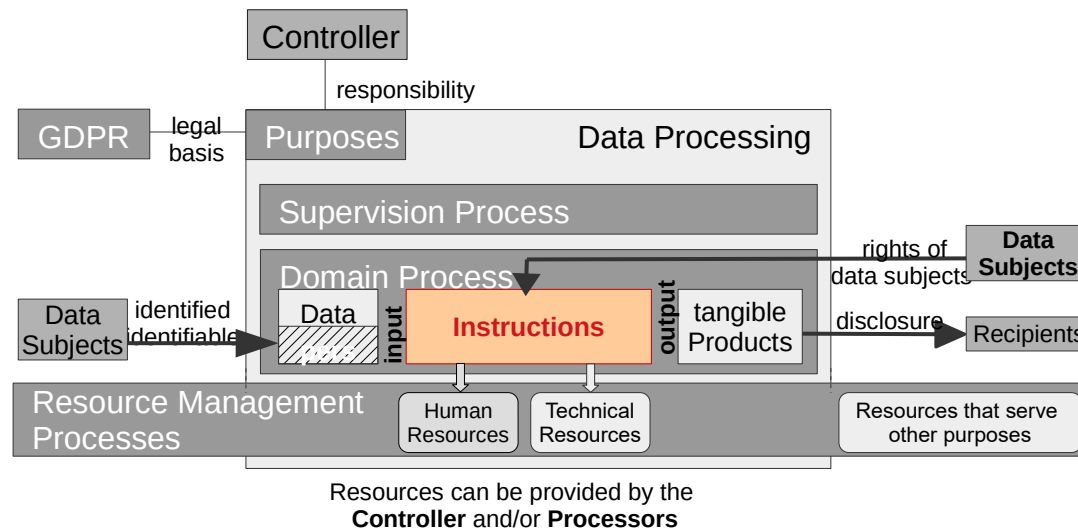 Controller
responsibility
GDPR
legal
basis
Purposes
Data Processing
Supervision Process
Domain Process
rights of
data subjects
Data
Subjects
Data
Subjects
identified
identifiable
Data
pers.
input
Instructions
output
tangible
Products
disclosure
Recipients
Resource Management
Processes
Human
Resources
Technical
Resources
Resources that serve
other purposes
Resources can be provided by the
Controller and/or Processors